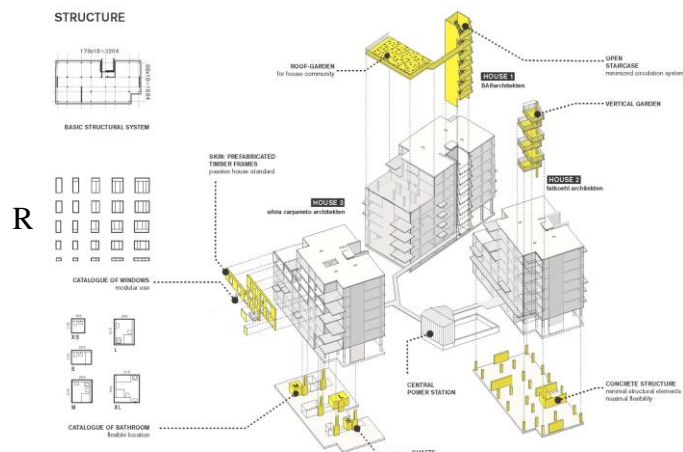 STRUCTURE
178x18=3204
BASIC STRUCTURAL SYSTEM
ROOF-GARDEN
for house community
HOUSE 1
BARarchitekten
OPEN
STAIRCASE
minimized circulation system
VERTICAL GARDEN
HOUSE 2
fatkoehl architekten
SKIN: PREFABRICATED
TIMBER FRAMES
passive house standard
HOUSE 3
silvia carpaneto architekten
R
CATALOGUE OF WINDOWS
modular use
XS
L
S
M
XL
CATALOGUE OF BATHROOM
flexible location
CENTRAL
POWER STATION
CONCRETE STRUCTURE
minimal structural elements
maximal flexibility